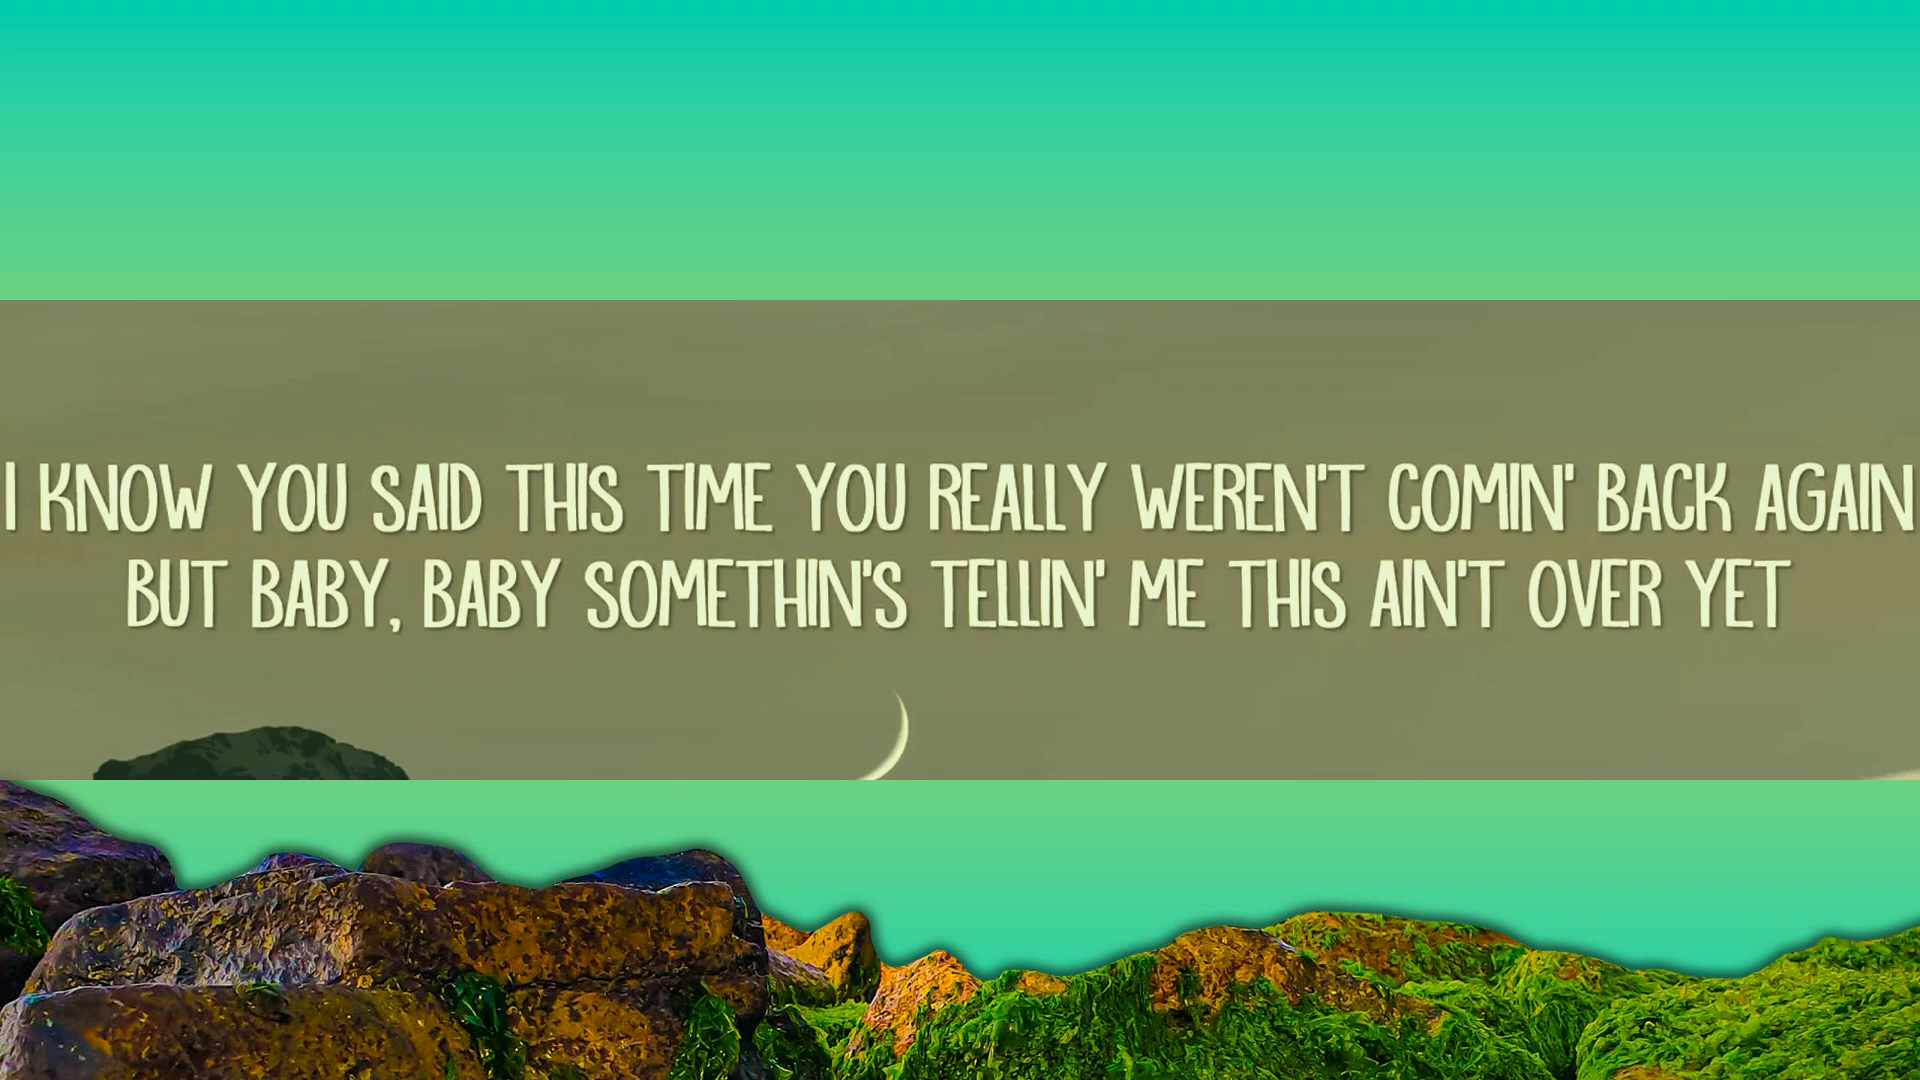 I KNOW YOU SAID THIS TIME YOU REALLY WEREN'T COMIN' BACK AGAIN
BUT BABY, BABY SOMETHIN'S TELLIN' ME THIS AIN'T OVER YET